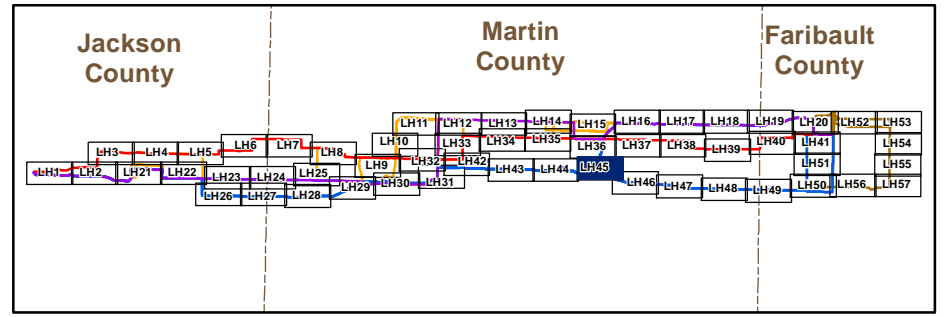 Jackson
County
Martin
County
Faribault
County
LH11 LH12 LH13 LH14 LH15 LH16 LH17 LH18 LH19 LH20 LH52 LH53
LH10 LH33 LH34 LH35 LH36 LH37 LH38 LH39 LH40 LH41 LH54
LH3 LH4 LH5 LH6 LH7 LH8 LH9 LH32 LH42 LH51 LH55
LH1 LH2 LH21 LH22 LH23 LH24 LH25 LH29 LH30 LH31 LH43 LH44 LH45 LH46 LH47 LH48 LH49 LH50 LH56 LH57
LH26 LH27 LH28